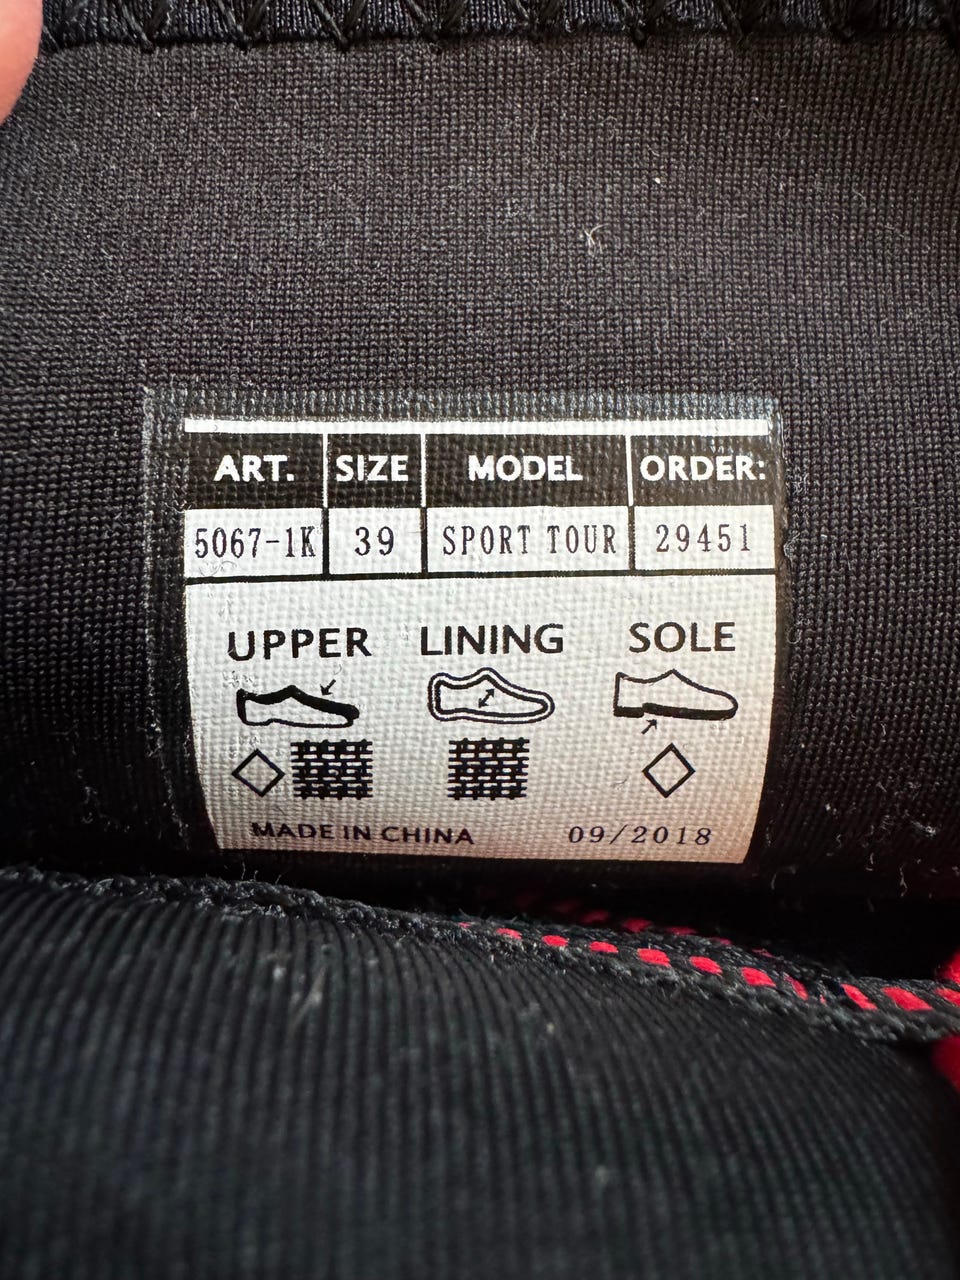 ART. SIZE MODEL ORDER:
5067-1K 39 SPORT TOUR 29451
UPPER LINING SOLE
MADE IN CHINA 09/2018